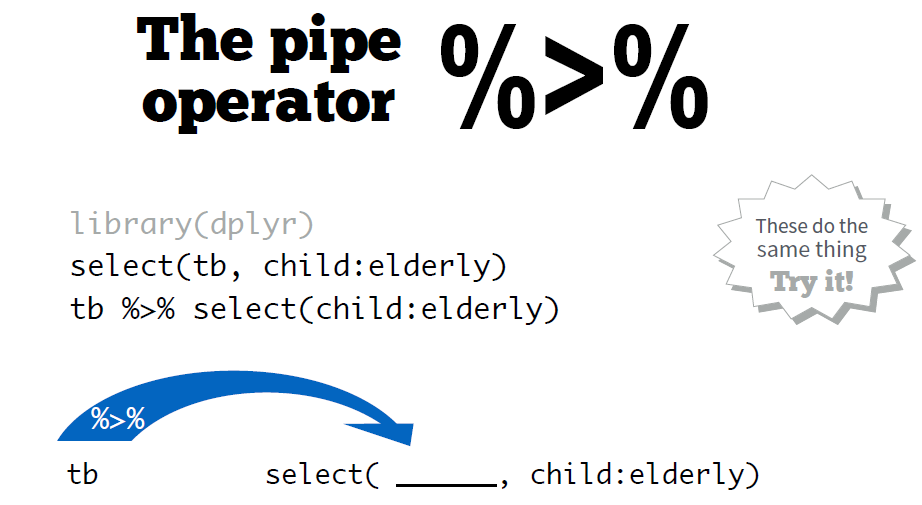 The pipe
operator
%>%
library(dplyr)
select(tb, child:elderly)
tb %>% select(child:elderly)
These do the
same thing
Try it!
%>%
tb select( _____, child:elderly)